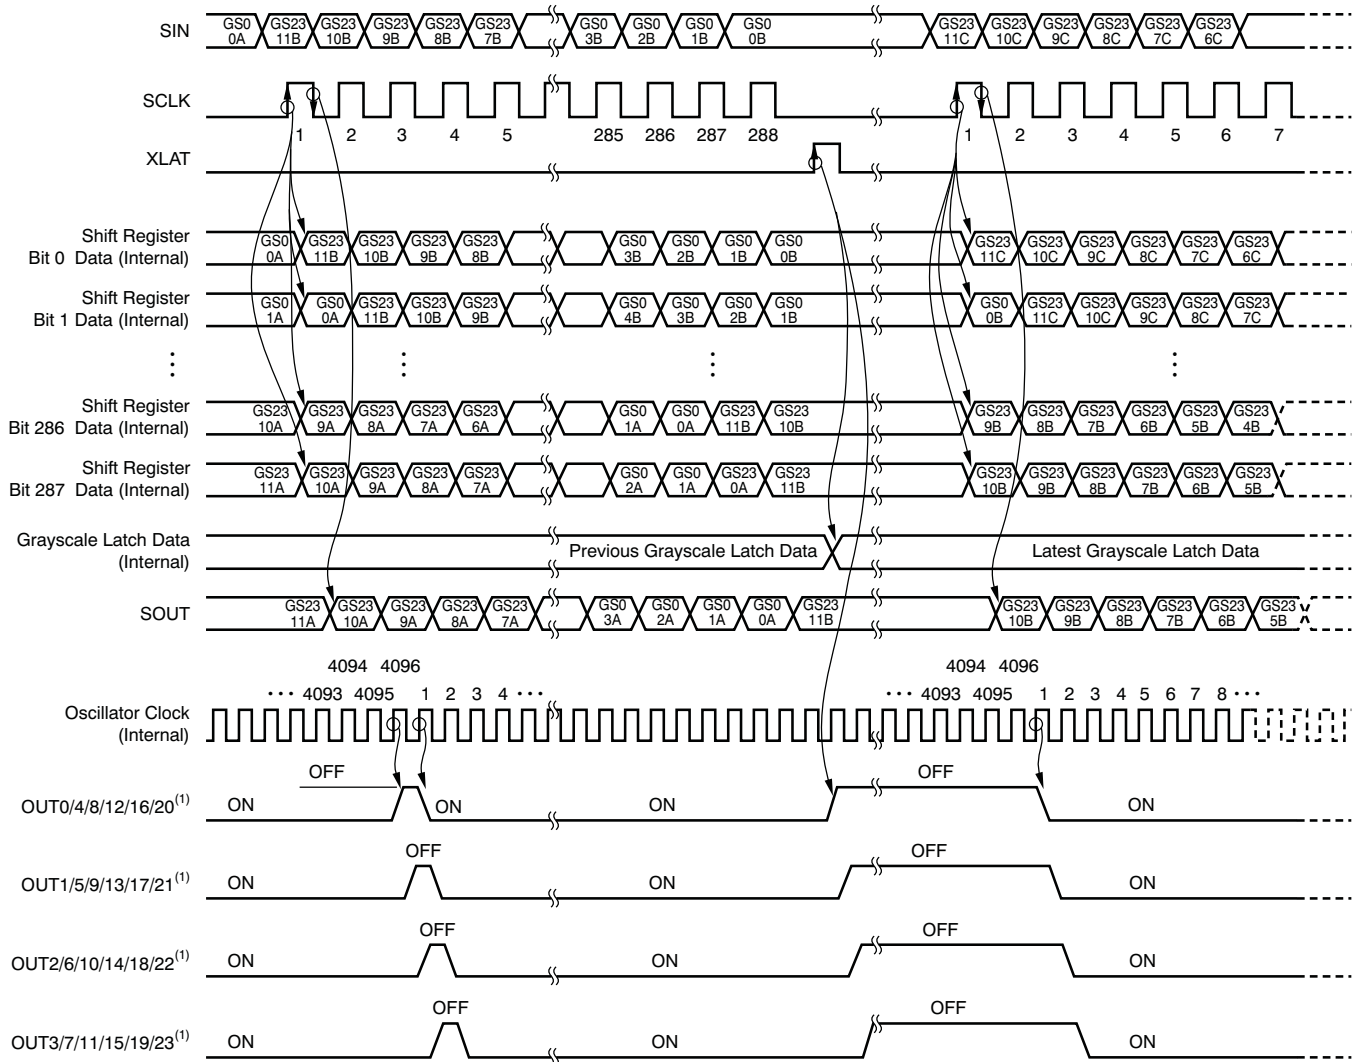 SIN
GS0 GS23 GS23 GS23 GS23 GS23 GS0 GS0 GS0 GS0 GS23 GS23 GS23 GS23 GS23 GS23
0A 11B 10B 9B 8B 7B 3B 2B 1B 0B 11C 10C 9C 8C 7C 6C
SCLK
1 2 3 4 5 285 286 287 288 1 2 3 4 5 6 7
XLAT
Shift Register
Bit 0 Data (Internal)
GS0 GS23 GS23 GS23 GS23 GS0 GS0 GS0 GS0 GS23 GS23 GS23 GS23 GS23 GS23
0A 11B 10B 9B 8B 3B 2B 1B 0B 11C 10C 9C 8C 7C 6C
Shift Register
Bit 1 Data (Internal)
GS0 GS0 GS23 GS23 GS23 GS0 GS0 GS0 GS0 GS0 GS23 GS23 GS23 GS23 GS23
1A 0A 11B 10B 9B 4B 3B 2B 1B 0B 11C 10C 9C 8C 7C
Shift Register
Bit 286 Data (Internal)
GS23 GS23 GS23 GS23 GS23 GS0 GS0 GS23 GS23 GS23 GS23 GS23 GS23 GS23 GS23
10A 9A 8A 7A 6A 1A 0A 11B 10B 9B 8B 7B 6B 5B 4B
Shift Register
Bit 287 Data (Internal)
GS23 GS23 GS23 GS23 GS23 GS0 GS0 GS23 GS23 GS23 GS23 GS23 GS23 GS23 GS23
11A 10A 9A 8A 7A 2A 1A 0A 11B 10B 9B 8B 7B 6B 5B
Grayscale Latch Data
(Internal)
Previous Grayscale Latch Data
Latest Grayscale Latch Data
SOUT
GS23 GS23 GS23 GS23 GS23 GS0 GS0 GS0 GS0 GS23 GS23 GS23 GS23 GS23 GS23 GS23
11A 10A 9A 8A 7A 3A 2A 1A 0A 11B 10B 9B 8B 7B 6B 5B
4094 4096 4094 4096
··· 4093 4095 1 2 3 4 ··· ··· 4093 4095 1 2 3 4 5 6 7 8 ···
Oscillator Clock
(Internal)
OFF OFF
OUT0/4/8/12/16/20(1) ON ON ON ON
OFF OFF
OUT1/5/9/13/17/21(1) ON ON ON
OFF OFF
OUT2/6/10/14/18/22(1) ON ON ON
OFF OFF
OUT3/7/11/15/19/23(1) ON ON ON